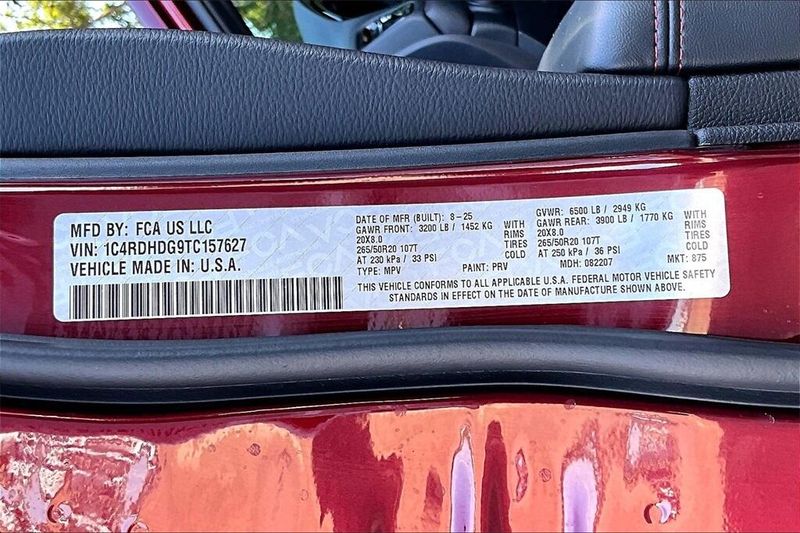 MFD BY: FCA US LLC
VIN: 1C4RDHDG9TC157627
VEHICLE MADE IN: U.S.A.
DATE OF MFR (BUILT): 8-25
GAWR FRONT: 3200 LB / 1452 KG
WITH
20X8.0
RIMS
265/50R20 107T
TIRES
AT 230 kPa / 33 PSI
TYPE: MPV
PAINT: PRV
GVWR: 6500 LB / 2949 KG
GAWR REAR: 3900 LB / 1770 KG
WITH
20X8.0
RIMS
265/50R20 107T
TIRES
AT 250 kPa / 36 PSI
MDH: 082207
MKT: 875
THIS VEHICLE CONFORMS TO ALL APPLICABLE U.S.A. FEDERAL MOTOR VEHICLE SAFETY
STANDARDS IN EFFECT ON THE DATE OF MANUFACTURE SHOWN ABOVE.